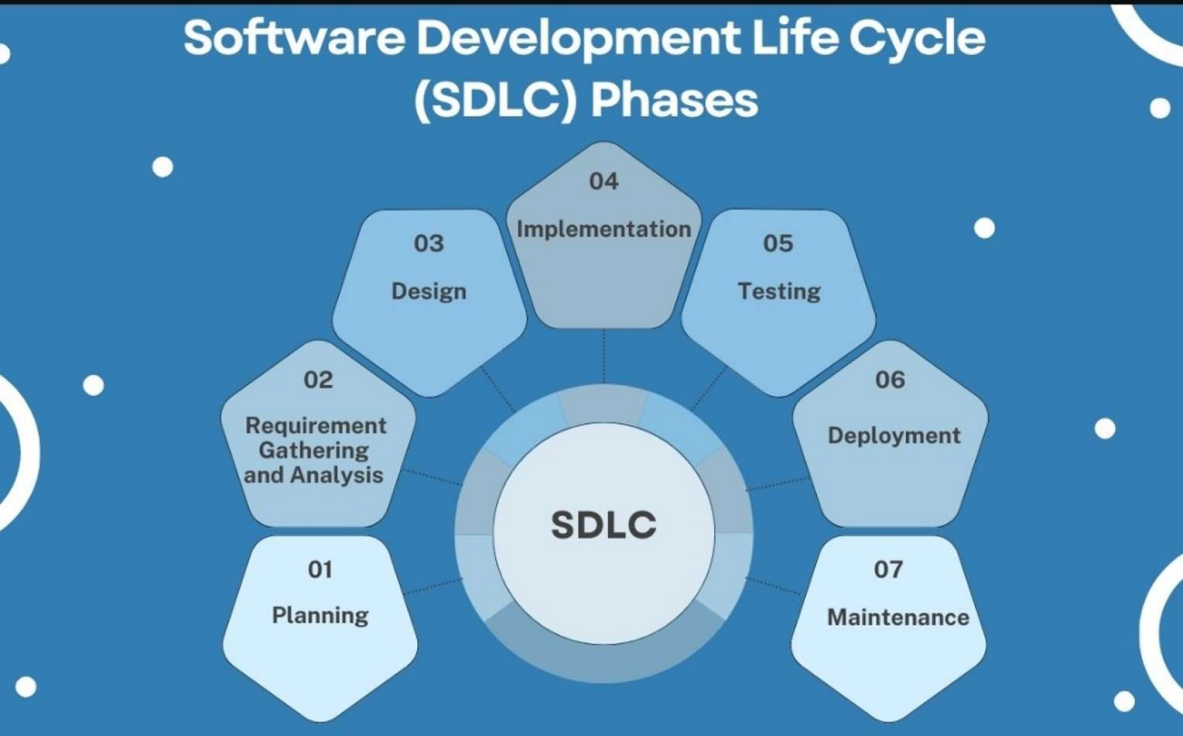 Software Development Life Cycle
(SDLC) Phases
01
Planning
02
Requirement
Gathering
and Analysis
03
Design
04
Implementation
05
Testing
06
Deployment
07
Maintenance
SDLC